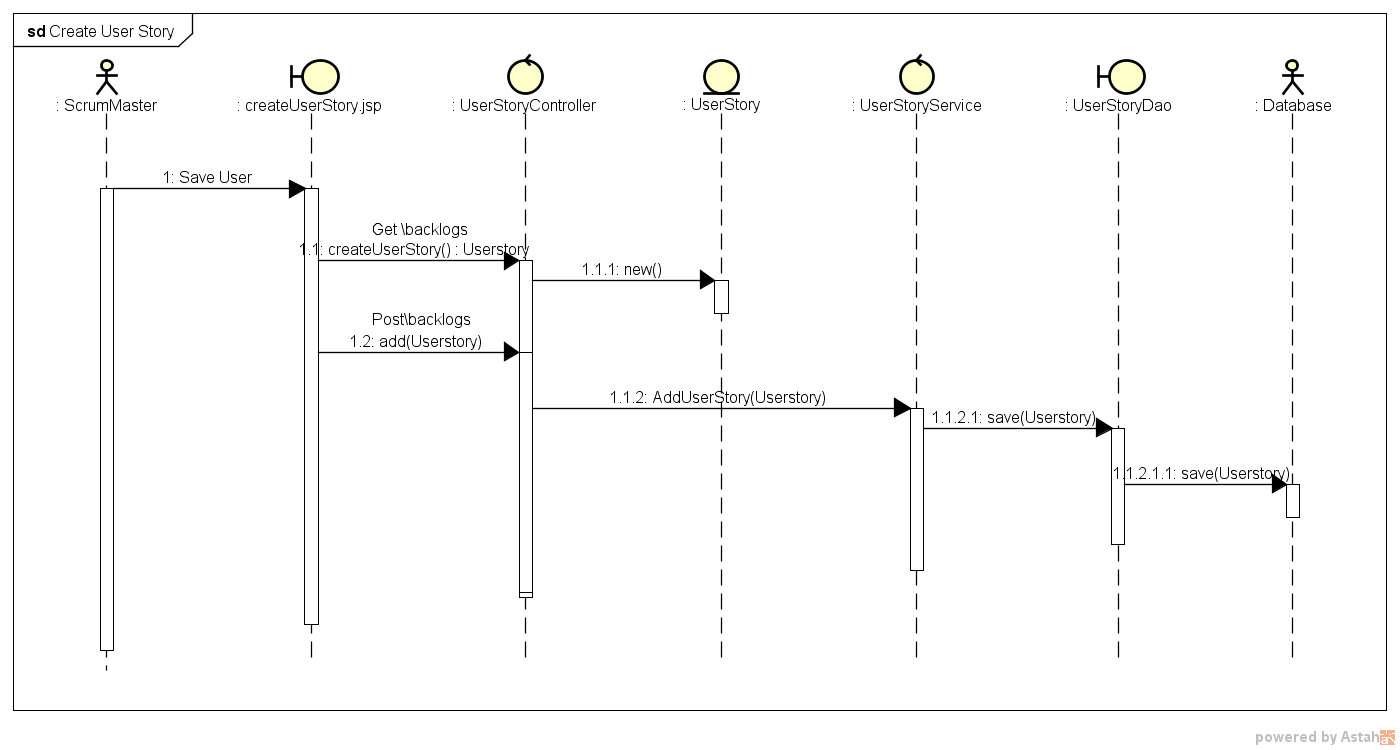 sd Create User Story
: ScrumMaster
: createUserStory.jsp
: UserStoryController
: UserStory
: UserStoryService
: UserStoryDao
: Database
1: Save User
Get \backlogs
1.1: createUserStory() : Userstory
1.1.1: new()
Post\backlogs
1.2: add(Userstory)
1.1.2: AddUserStory(Userstory)
1.1.2.1: save(Userstory)
1.1.2.1.1: save(Userstory)
powered by Astah